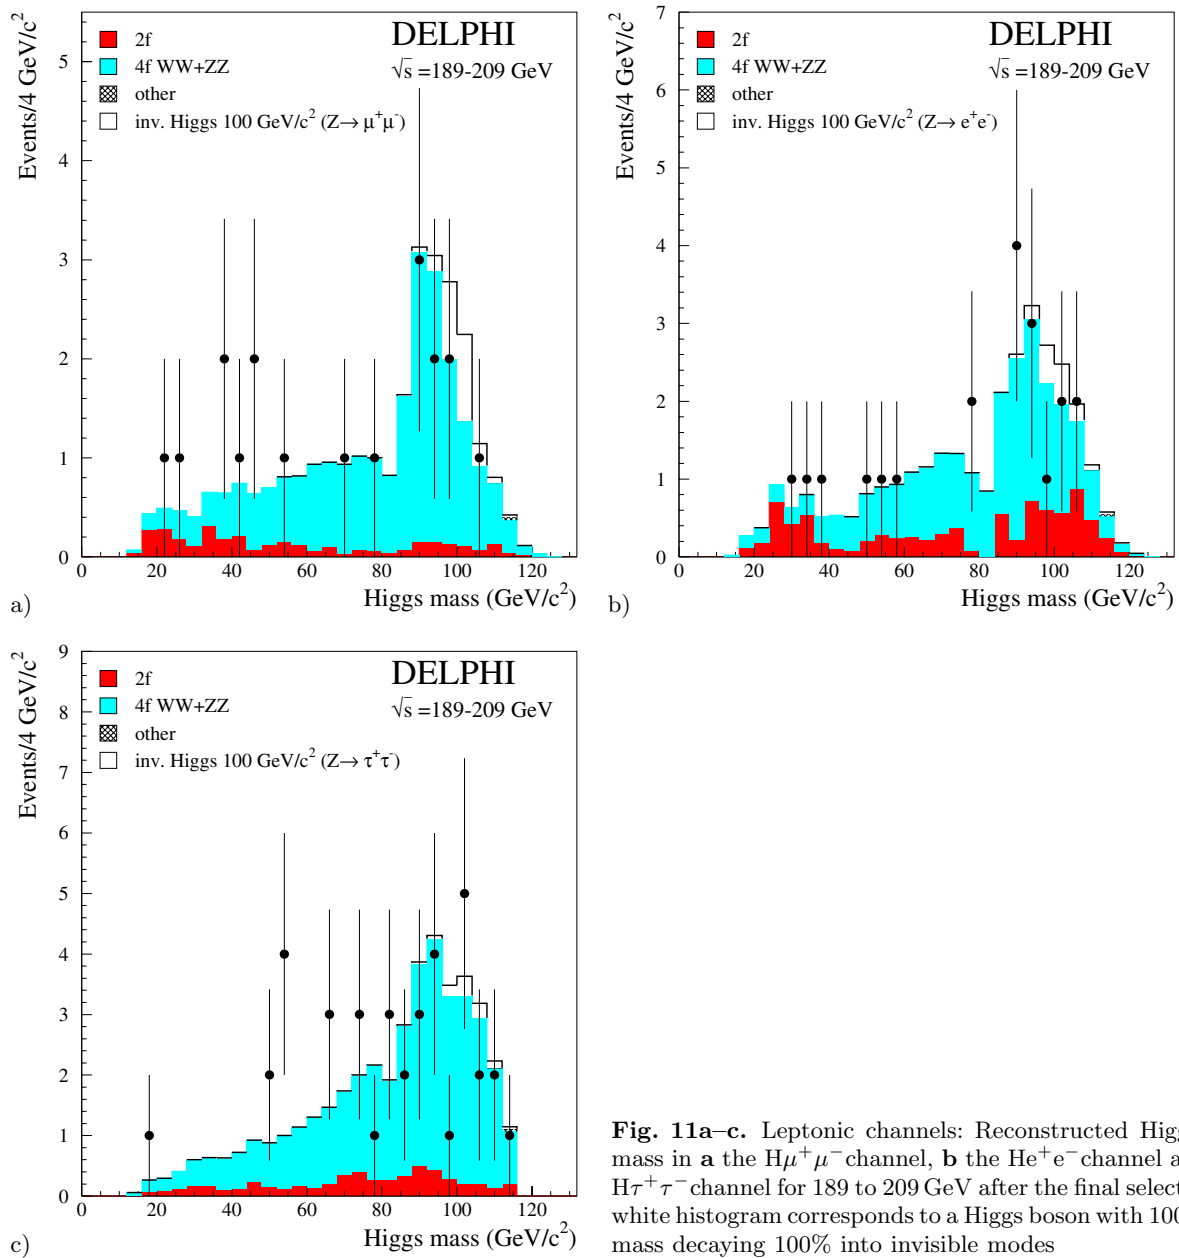 DELPHI
√s =189-209 GeV
2f
4f WW+ZZ
other
inv. Higgs 100 GeV/c² (Z→ μ⁺μ⁻)
Events/4 GeV/c²
5
4
3
2
1
0
0 20 40 60 80 100 120
Higgs mass (GeV/c²)
a)
DELPHI
√s =189-209 GeV
2f
4f WW+ZZ
other
inv. Higgs 100 GeV/c² (Z→ e⁺e⁻)
Events/4 GeV/c²
7
6
5
4
3
2
1
0
0 20 40 60 80 100 120
Higgs mass (GeV/c²)
b)
DELPHI
√s =189-209 GeV
2f
4f WW+ZZ
other
inv. Higgs 100 GeV/c² (Z→ τ⁺τ⁻)
Events/4 GeV/c²
9
8
7
6
5
4
3
2
1
0
0 20 40 60 80 100 120
Higgs mass (GeV/c²)
c)
Fig. 11a–c. Leptonic channels: Reconstructed Higg
mass in a the Hμ⁺μ⁻channel, b the He⁺e⁻channel a
Hτ⁺τ⁻channel for 189 to 209 GeV after the final select
white histogram corresponds to a Higgs boson with 100
mass decaying 100% into invisible modes